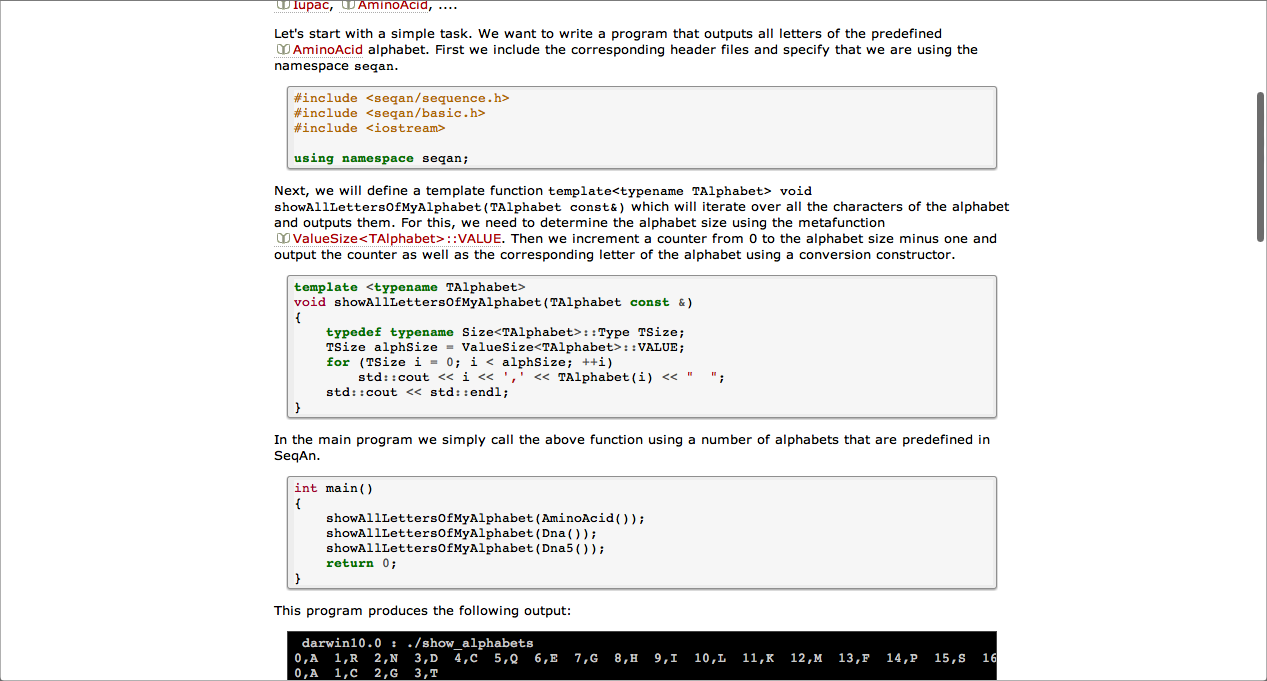 Iupac, AminoAcid, ....
Let's start with a simple task. We want to write a program that outputs all letters of the predefined
AminoAcid alphabet. First we include the corresponding header files and specify that we are using the
namespace seqan.
#include <seqan/sequence.h>
#include <seqan/basic.h>
#include <iostream>
using namespace seqan;
Next, we will define a template function template<typename TAlphabet> void
showAllLettersOfMyAlphabet(TAlphabet const&) which will iterate over all the characters of the alphabet
and outputs them. For this, we need to determine the alphabet size using the metafunction
ValueSize<TAlphabet>::VALUE. Then we increment a counter from 0 to the alphabet size minus one and
output the counter as well as the corresponding letter of the alphabet using a conversion constructor.
template <typename TAlphabet>
void showAllLettersOfMyAlphabet(TAlphabet const &)
{
    typedef typename Size<TAlphabet>::Type TSize;
    TSize alphSize = ValueSize<TAlphabet>::VALUE;
    for (TSize i = 0; i < alphSize; ++i)
        std::cout << i << ',' << TAlphabet(i) << "  ";
    std::cout << std::endl;
}
In the main program we simply call the above function using a number of alphabets that are predefined in
SeqAn.
int main()
{
    showAllLettersOfMyAlphabet(AminoAcid());
    showAllLettersOfMyAlphabet(Dna());
    showAllLettersOfMyAlphabet(Dna5());
    return 0;
}
This program produces the following output:
darwin10.0 : ./show_alphabets
0,A  1,R  2,N  3,D  4,C  5,Q  6,E  7,G  8,H  9,I  10,L  11,K  12,M  13,F  14,P  15,S  16
0,A  1,C  2,G  3,T